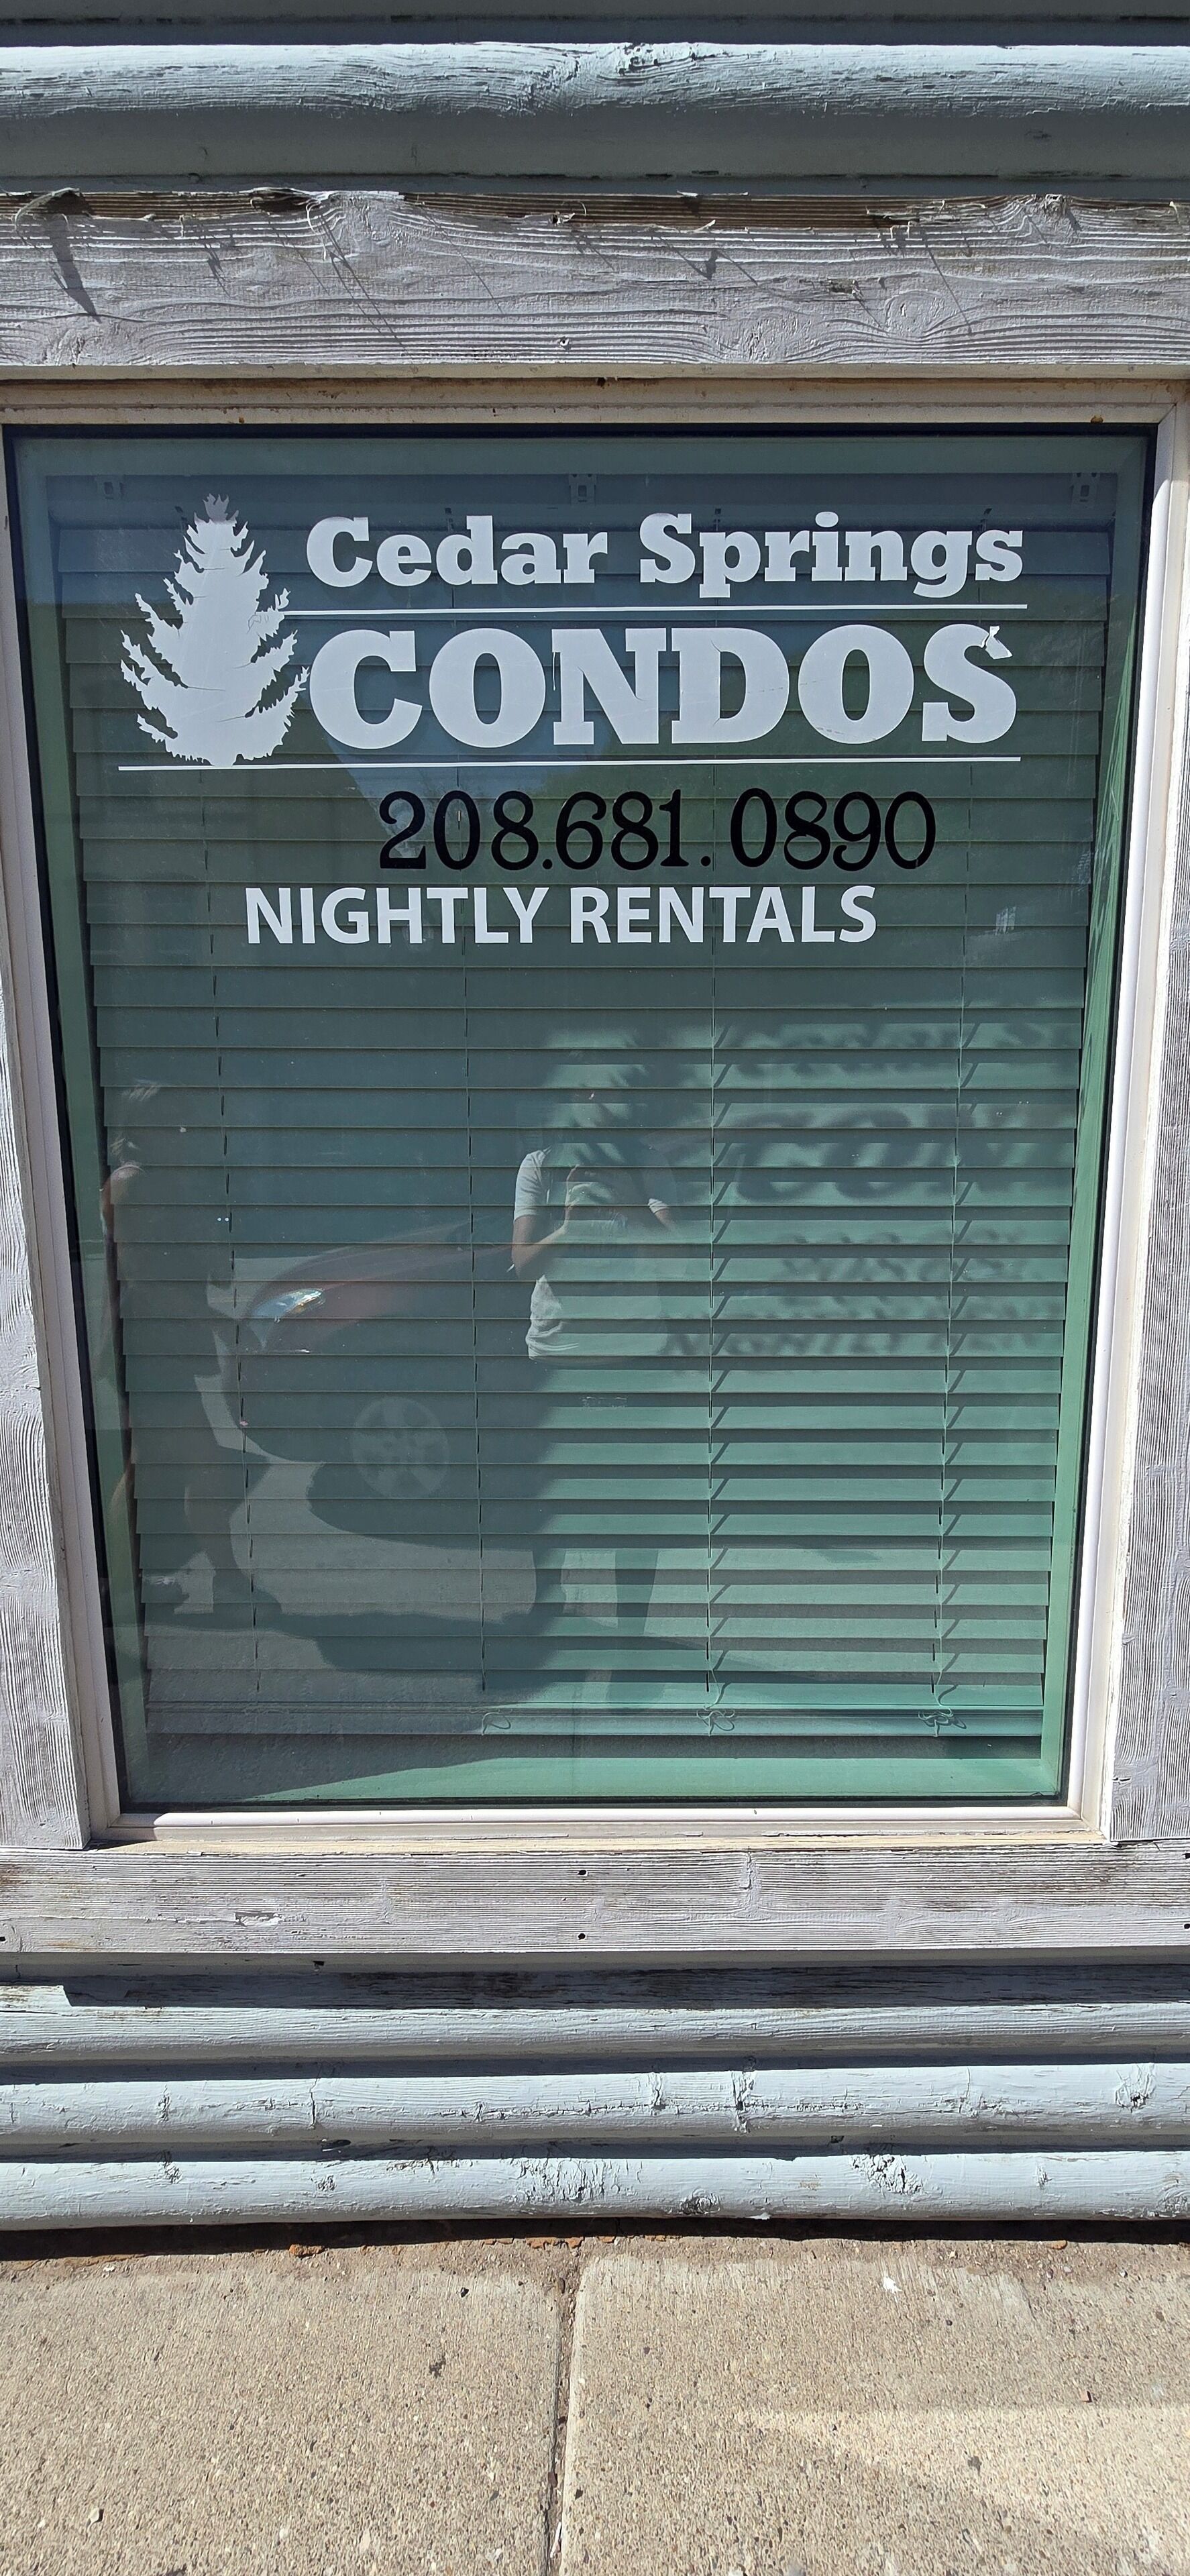 Cedar Springs
CONDOS
208.681.0890
NIGHTLY RENTALS